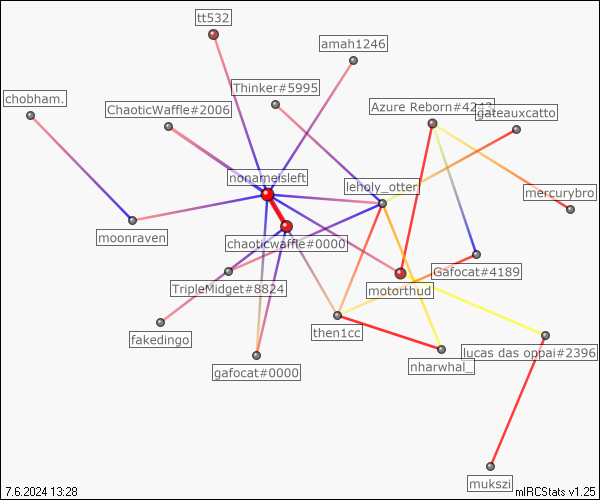 tt532
amah1246
Thinker#5995
chobham.
ChaoticWaffle#2006
Azure Reborn#4243
gateauxcatto
nonameisleft
leholy_otter
mercurybro
moonraven
chaoticwaffle#0000
Gafocat#4189
TripleMidget#8824
motorthud
fakedingo
then1cc
lucas das oppai#2396
gafocat#0000
nharwhal_
mukszi
7.6.2024 13:28
mIRCStats v1.25